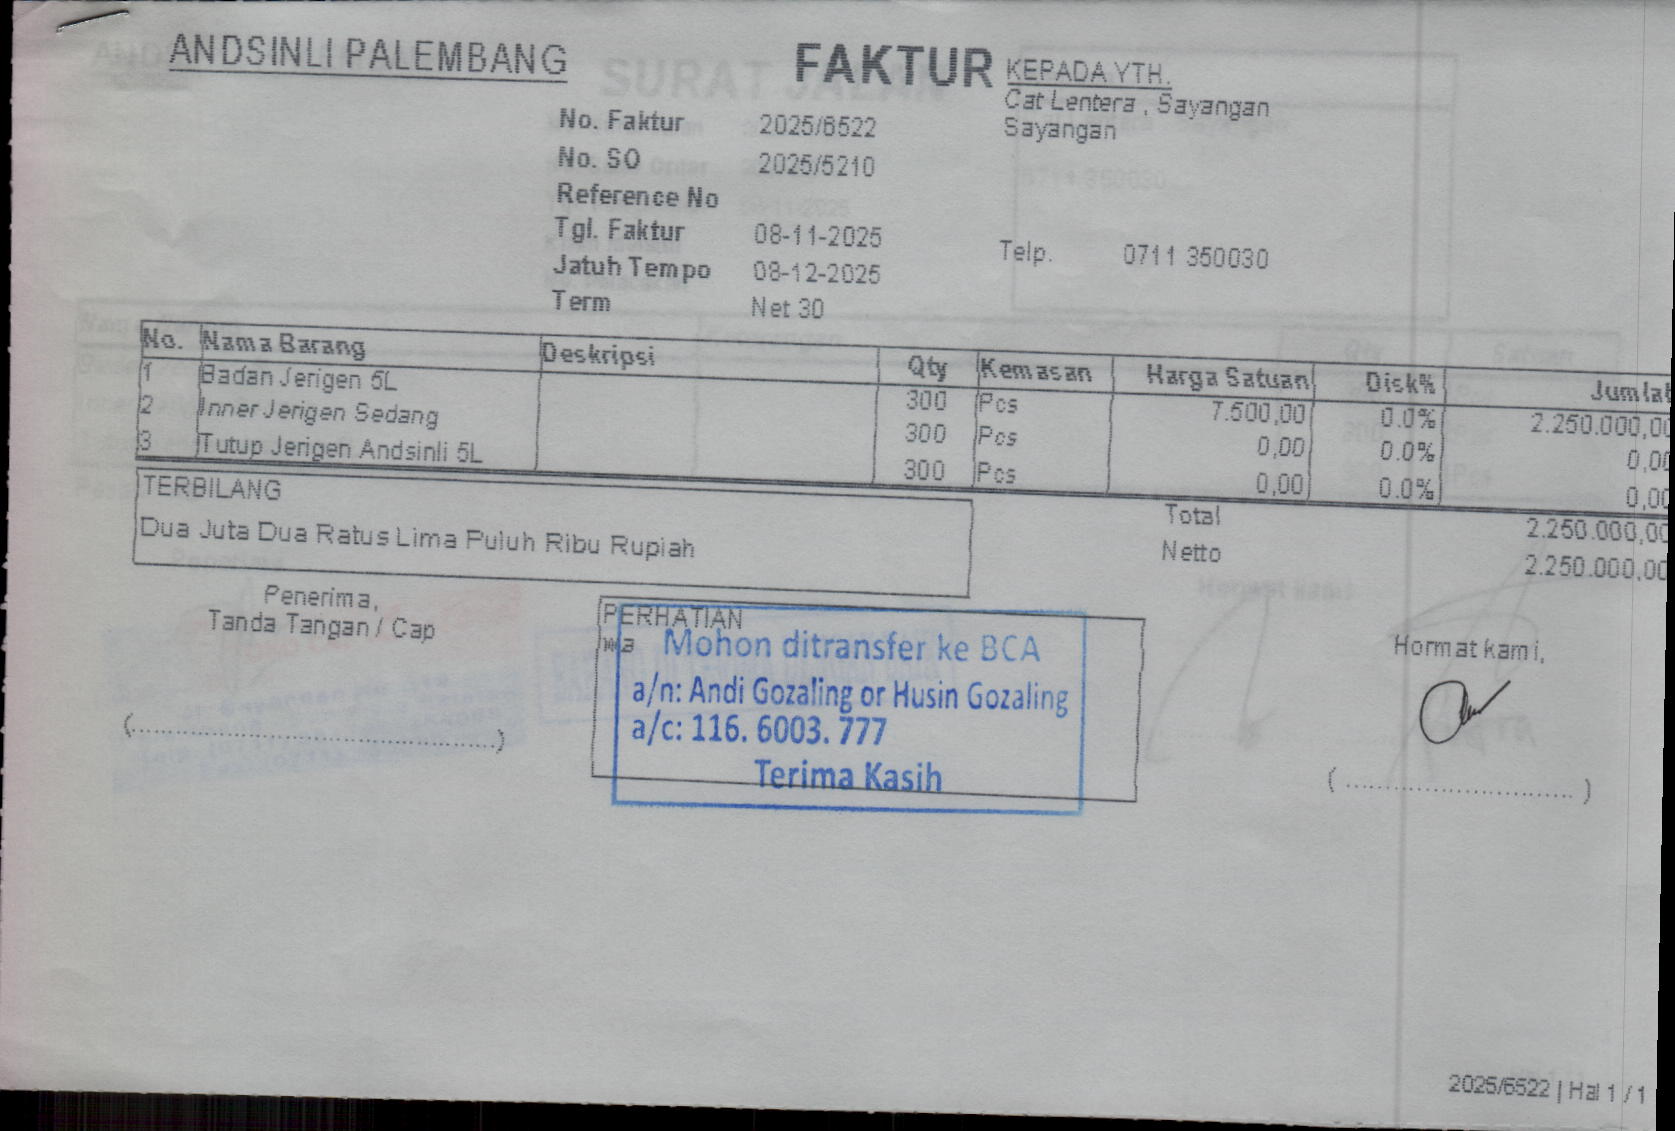 ANDSINLI PALEMBANG
FAKTUR
KEPADA YTH.
Cat Lentera , Sayangan
Sayangan
No. Faktur 2025/6522
No. SO 2025/5210
Reference No
Tgl. Faktur 08-11-2025
Jatuh Tempo 08-12-2025
Term Net 30
Telp. 0711 350030
No. Nama Barang Deskripsi Qty Kemasan Harga Satuan Disk% Jumlah
1 Badan Jerigen 5L 300 Pcs 7.500,00 0.0% 2.250.000,00
2 Inner Jerigen Sedang 300 Pcs 0,00 0.0% 0,00
3 Tutup Jerigen Andsinli 5L 300 Pcs 0,00 0.0% 0,00
TERBILANG
Dua Juta Dua Ratus Lima Puluh Ribu Rupiah
Total 2.250.000,00
Netto 2.250.000,00
Penerima,
Tanda Tangan / Cap
(..............................................)
PERHATIAN
Mohon ditransfer ke BCA
a/n: Andi Gozaling or Husin Gozaling
a/c: 116. 6003. 777
Terima Kasih
Hormat kami,
( ............................. )
2025/6522 | Hal 1 / 1
SURAT JALAN